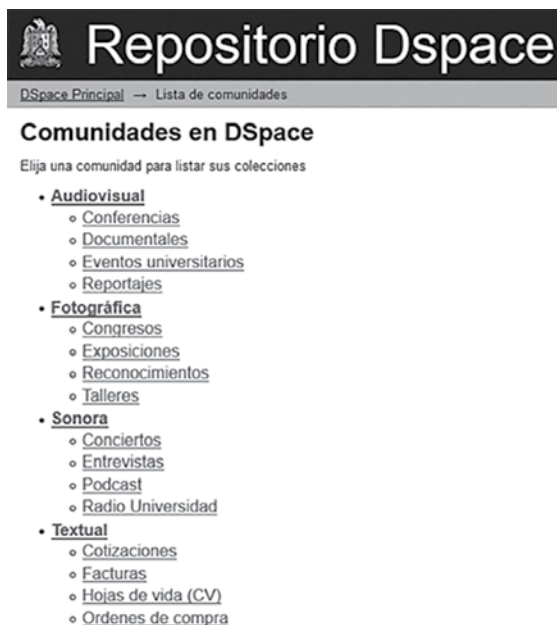 Repositorio Dspace
DSpace Principal → Lista de comunidades
Comunidades en DSpace
Elija una comunidad para listar sus colecciones
• Audiovisual
Conferencias
Documentales
Eventos universitarios
Reportajes
• Fotográfica
Congresos
Exposiciones
Reconocimientos
Talleres
• Sonora
Conciertos
Entrevistas
Podcast
Radio Universidad
• Textual
Cotizaciones
Facturas
Hojas de vida (CV)
Ordenes de compra